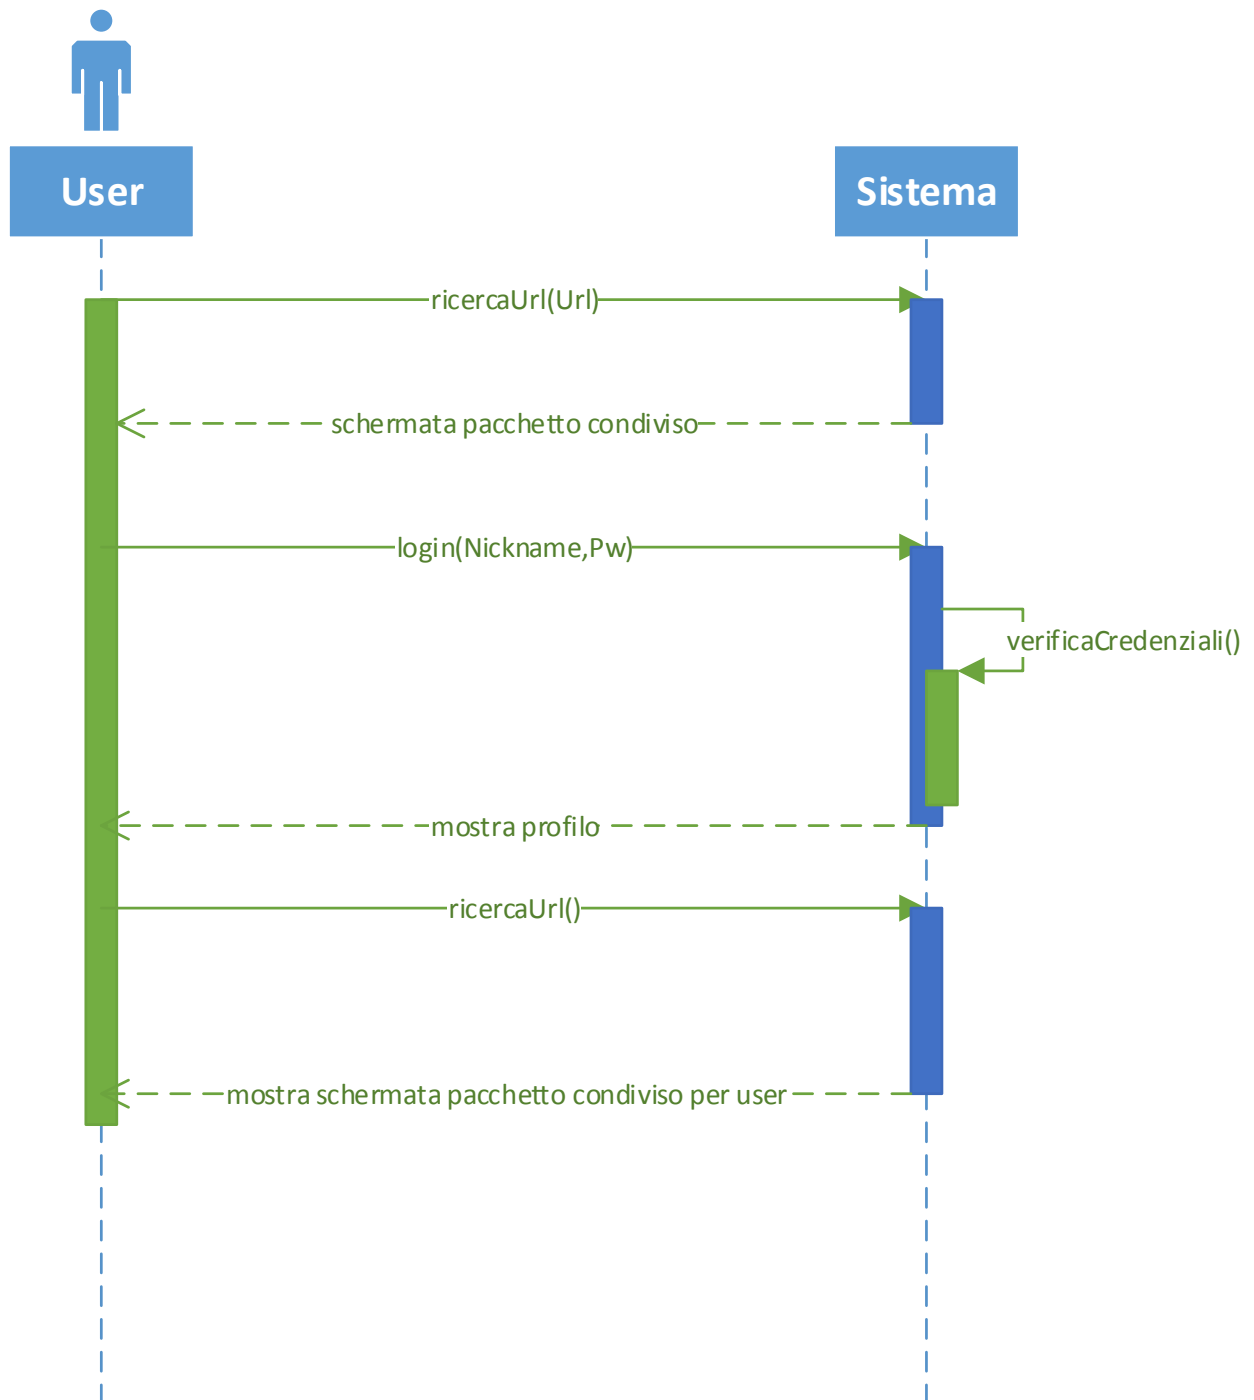 User
Sistema
ricercaUrl(Url)
schermata pacchetto condiviso
login(Nickname,Pw)
verificaCredenziali()
mostra profilo
ricercaUrl()
mostra schermata pacchetto condiviso per user